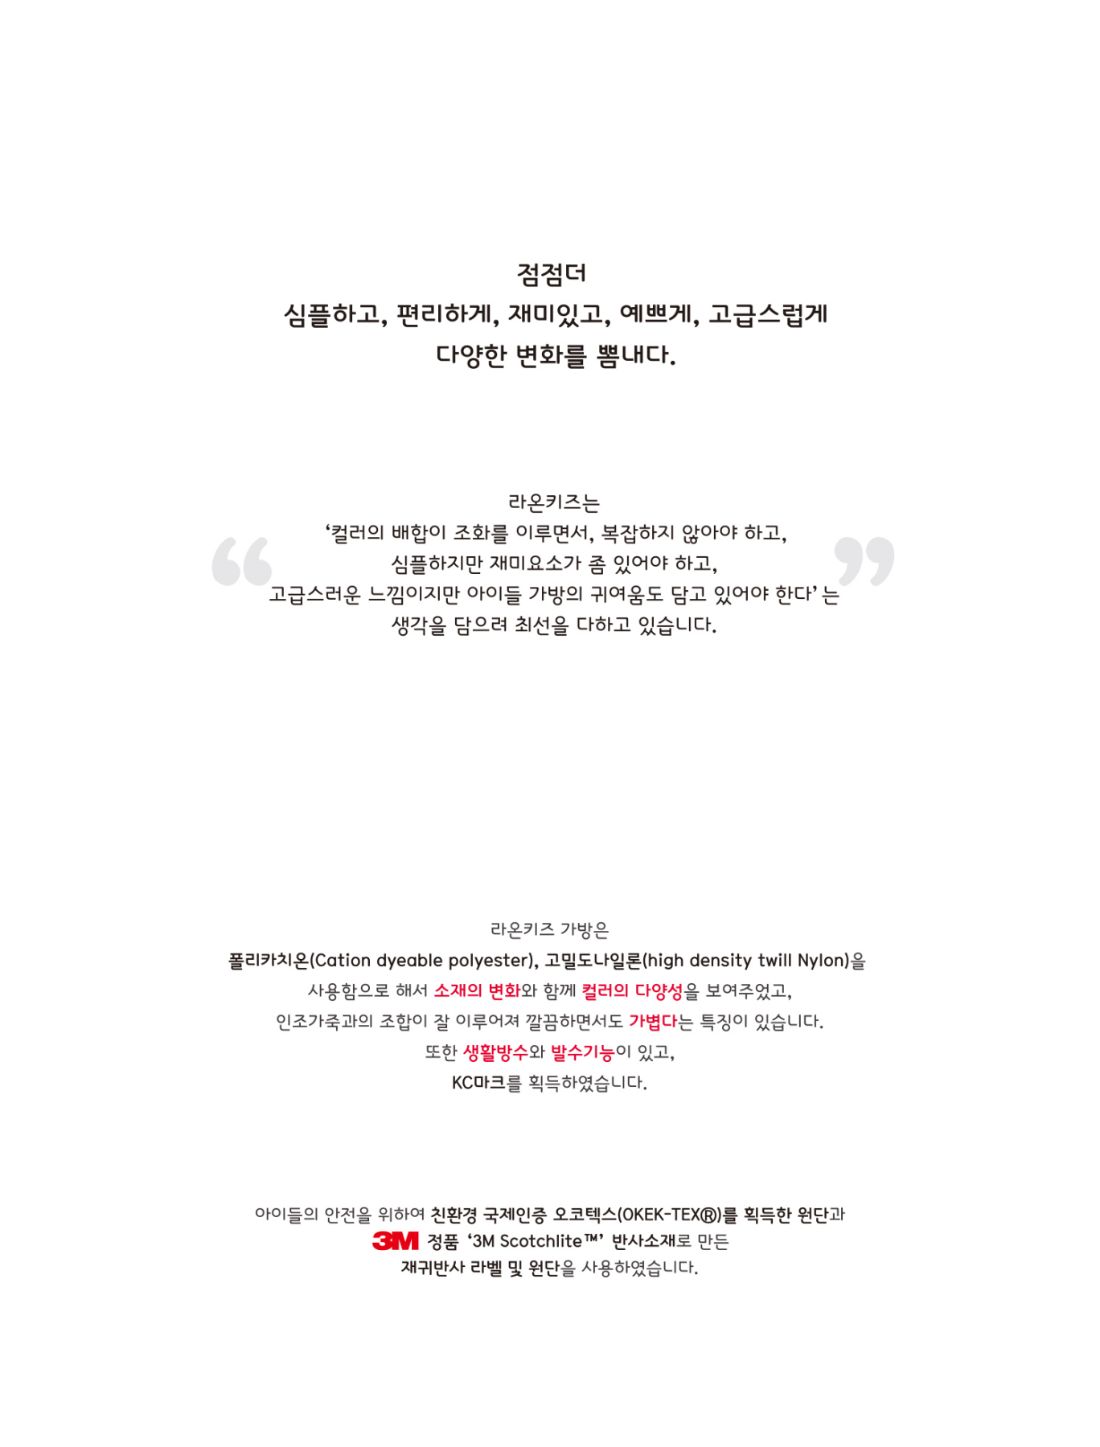 점점더
심플하고, 편리하게, 재미있고, 예쁘게, 고급스럽게
다양한 변화를 뽐내다.
라온키즈는
“ ‘컬러의 배합이 조화를 이루면서, 복잡하지 않아야 하고, ”
심플하지만 재미요소가 좀 있어야 하고,
고급스러운 느낌이지만 아이들 가방의 귀여움도 담고 있어야 한다’ 는
생각을 담으려 최선을 다하고 있습니다.
라온키즈 가방은
폴리카치온(Cation dyeable polyester), 고밀도나일론(high density twill Nylon)을
사용함으로 해서 소재의 변화와 함께 컬러의 다양성을 보여주었고,
인조가죽과의 조합이 잘 이루어져 깔끔하면서도 가볍다는 특징이 있습니다.
또한 생활방수와 발수기능이 있고,
KC마크를 획득하였습니다.
아이들의 안전을 위하여 친환경 국제인증 오코텍스(OKEK-TEX®)를 획득한 원단과
3M 정품 ‘3M Scotchlite™’ 반사소재로 만든
재귀반사 라벨 및 원단을 사용하였습니다.